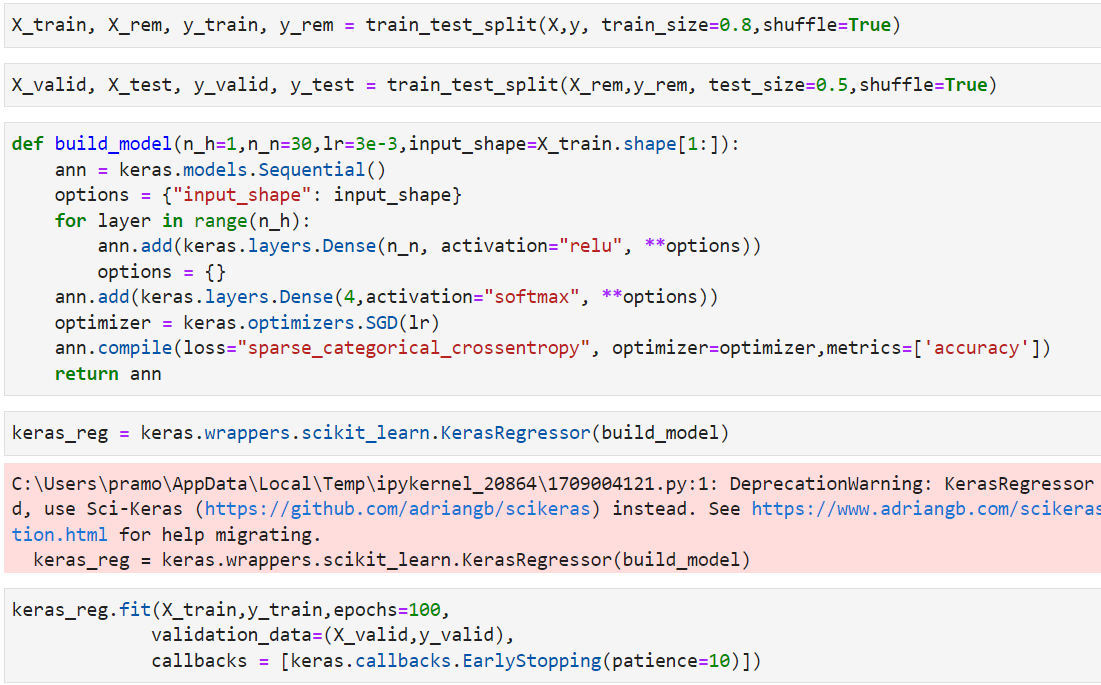 X_train, X_rem, y_train, y_rem = train_test_split(X,y, train_size=0.8,shuffle=True)
X_valid, X_test, y_valid, y_test = train_test_split(X_rem,y_rem, test_size=0.5,shuffle=True)
def build_model(n_h=1,n_n=30,lr=3e-3,input_shape=X_train.shape[1:]):
    ann = keras.models.Sequential()
    options = {"input_shape": input_shape}
    for layer in range(n_h):
        ann.add(keras.layers.Dense(n_n, activation="relu", **options))
        options = {}
    ann.add(keras.layers.Dense(4,activation="softmax", **options))
    optimizer = keras.optimizers.SGD(lr)
    ann.compile(loss="sparse_categorical_crossentropy", optimizer=optimizer,metrics=['accuracy'])
    return ann
keras_reg = keras.wrappers.scikit_learn.KerasRegressor(build_model)
C:\Users\pramo\AppData\Local\Temp\ipykernel_20864\1709004121.py:1: DeprecationWarning: KerasRegressor
d, use Sci-Keras (https://github.com/adriangb/scikeras) instead. See https://www.adriangb.com/scikeras
tion.html for help migrating.
  keras_reg = keras.wrappers.scikit_learn.KerasRegressor(build_model)
keras_reg.fit(X_train,y_train,epochs=100,
             validation_data=(X_valid,y_valid),
             callbacks = [keras.callbacks.EarlyStopping(patience=10)])